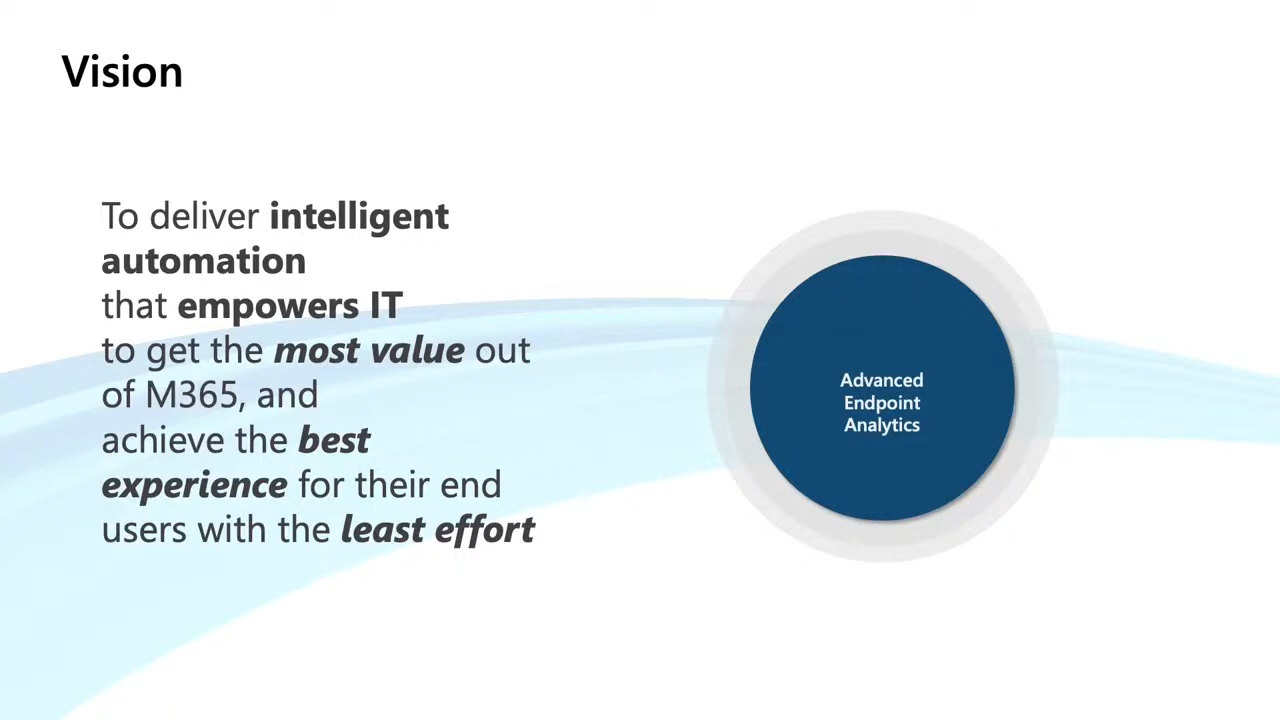 Vision
To deliver intelligent
automation
that empowers IT
to get the most value out
of M365, and
achieve the best
experience for their end
users with the least effort
Advanced
Endpoint
Analytics